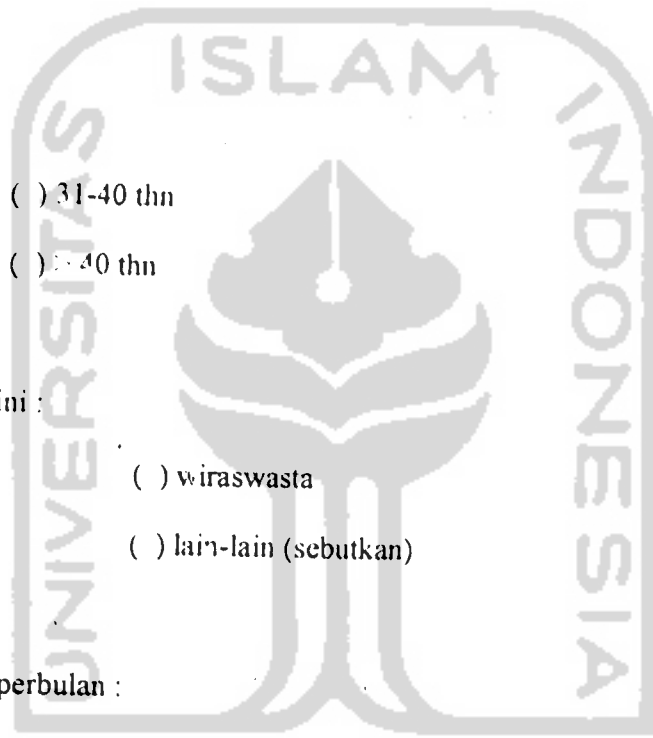 ISLAM
UNIVERSITAS
INDONESIA
( ) 31-40 thn
( ) 40 thn
ini :
( ) wiraswasta
( ) lain-lain (sebutkan)
perbulan :